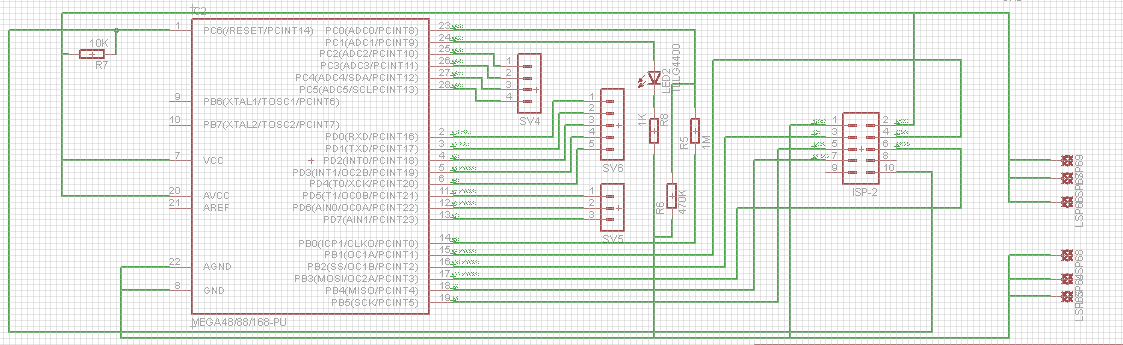 IC2
10K
R7
1
9
10
7
20
21
22
8
PC6(/RESET/PCINT14)
PB6(XTAL1/TOSC1/PCINT6)
PB7(XTAL2/TOSC2/PCINT7)
VCC
AVCC
AREF
AGND
GND
PC0(ADC0/PCINT8)
PC1(ADC1/PCINT9)
PC2(ADC2/PCINT10)
PC3(ADC3/PCINT11)
PC4(ADC4/SDA/PCINT12)
PC5(ADC5/SCLPCINT13)
PD0(RXD/PCINT16)
PD1(TXD/PCINT17)
PD2(INT0/PCINT18)
PD3(INT1/OC2B/PCINT19)
PD4(T0/XCK/PCINT20)
PD5(T1/OC0B/PCINT21)
PD6(AIN0/OC0A/PCINT22)
PD7(AIN1/PCINT23)
PB0(ICP1/CLKO/PCINT0)
PB1(OC1A/PCINT1)
PB2(SS/OC1B/PCINT2)
PB3(MOSI/OC2A/PCINT3)
PB4(MISO/PCINT4)
PB5(SCK/PCINT5)
23
24
25
26
27
28
2
3
4
5
6
11
12
13
14
15
16
17
18
19
MEGA48/88/168-PU
1
2
3
4
SV4
1
2
3
4
5
SV6
1
2
3
SV5
LED2
1K
R8
R5
1M
R6
470K
1
3
5
7
9
2
4
6
8
10
ISP-2